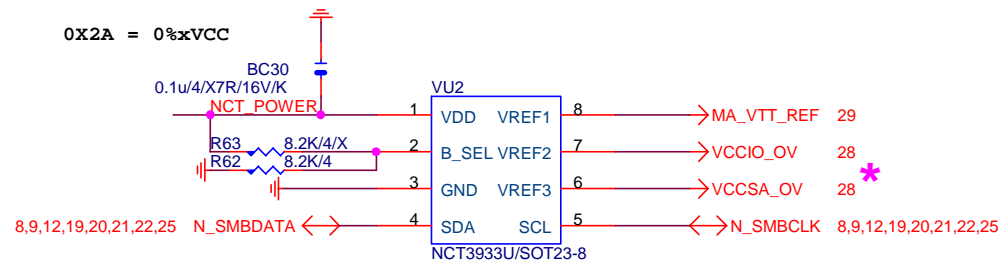 0X2A = 0%xVCC
BC30
0.1u/4/X7R/16V/K
NCT_POWER
VU2
1 VDD VREF1 8 MA_VTT_REF 29
R63 8.2K/4/X
2 B_SEL VREF2 7 VCCIO_OV 28
R62 8.2K/4
3 GND VREF3 6 VCCSA_OV 28 *
8,9,12,19,20,21,22,25 N_SMBDATA 4 SDA SCL 5 N_SMBCLK 8,9,12,19,20,21,22,25
NCT3933U/SOT23-8